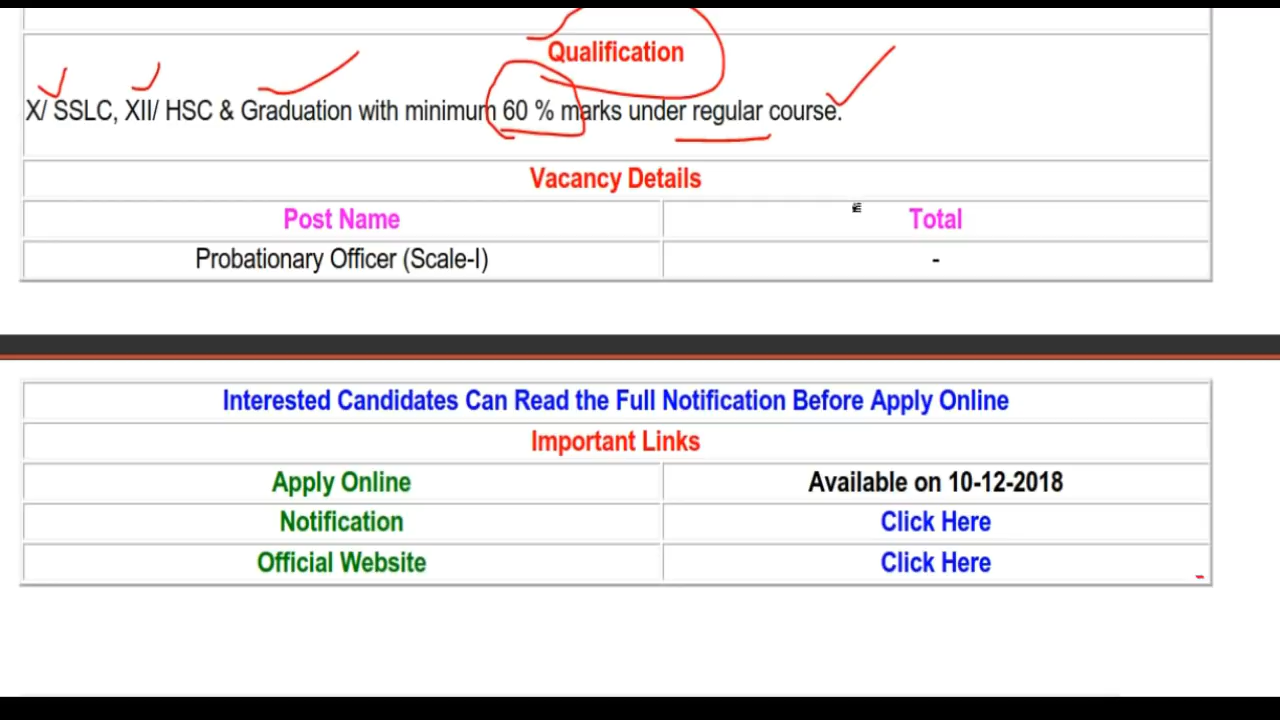 Qualification
X/ SSLC, XII/ HSC & Graduation with minimum 60 % marks under regular course.
Vacancy Details
Post Name Total
Probationary Officer (Scale-I) -
Interested Candidates Can Read the Full Notification Before Apply Online
Important Links
Apply Online Available on 10-12-2018
Notification Click Here
Official Website Click Here